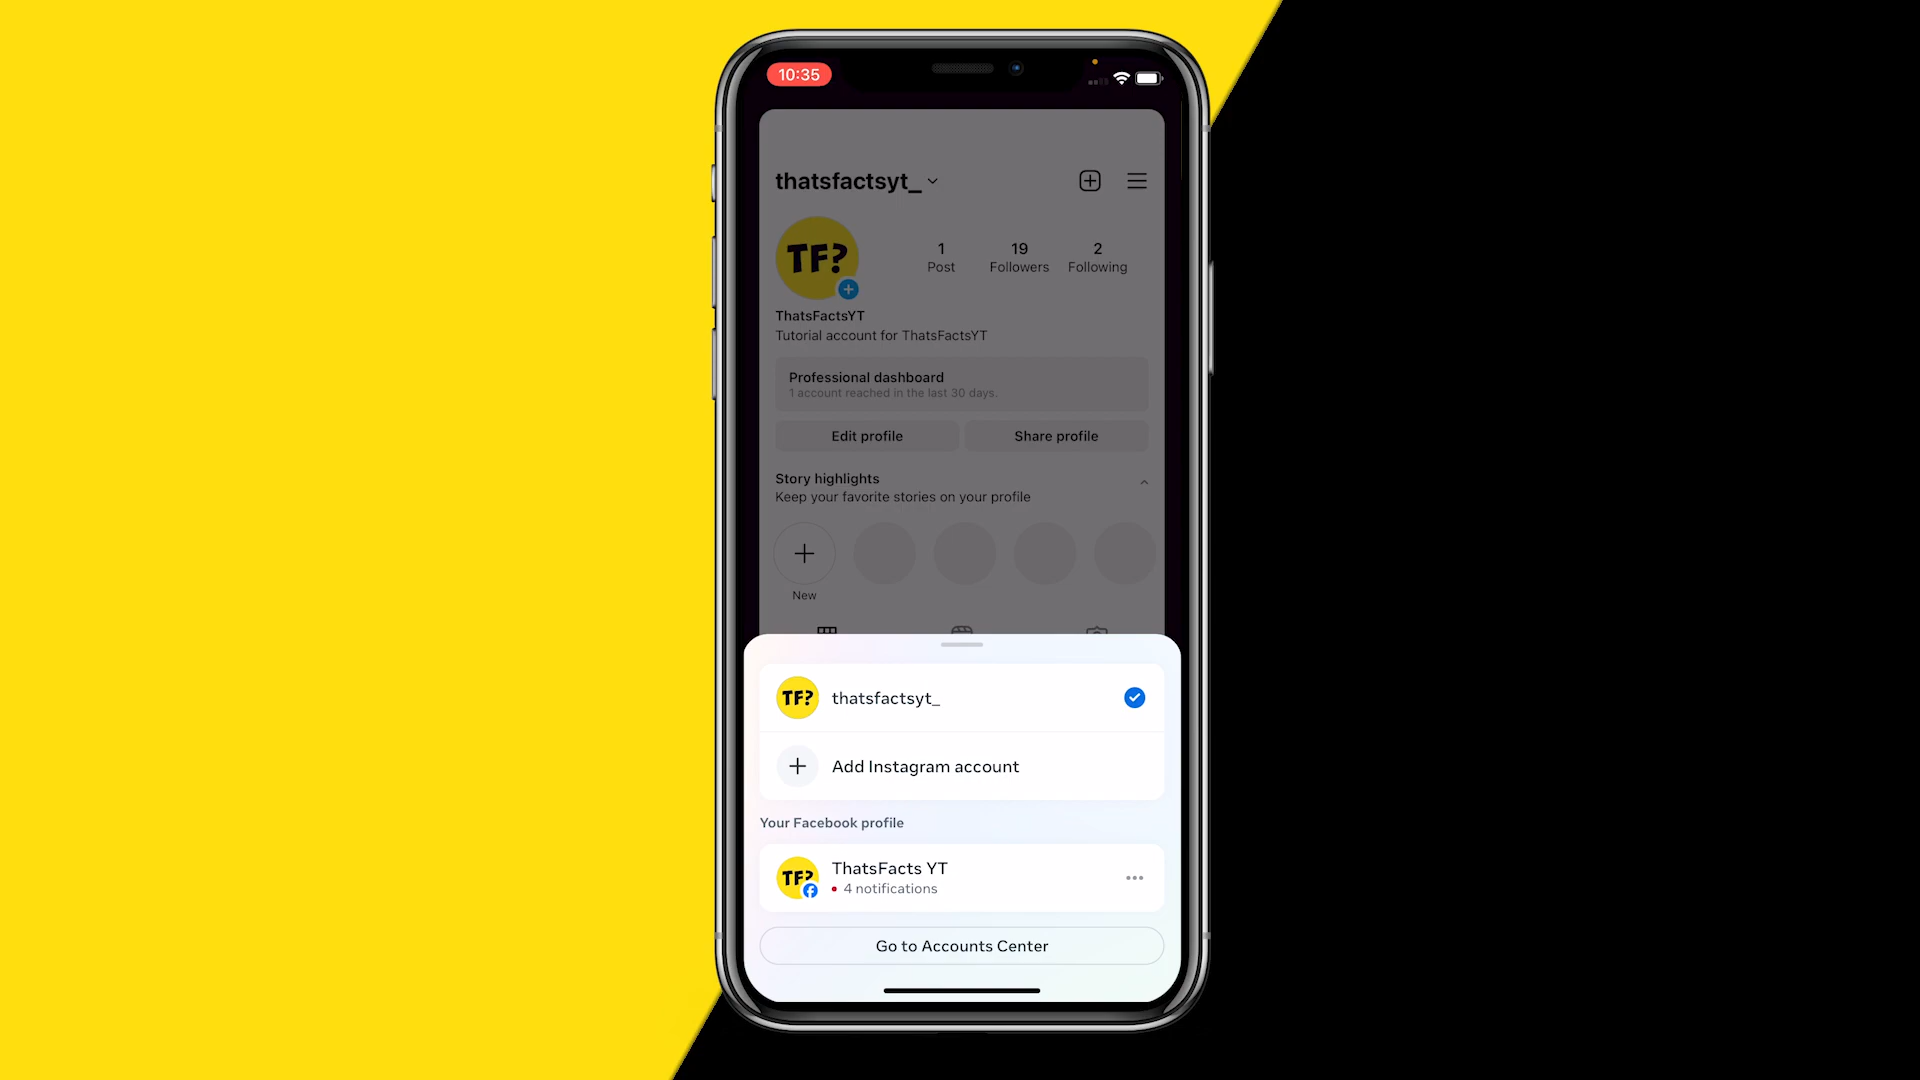 10:35
thatsfactsyt_
TF?
1
19
2
Post
Followers
Following
ThatsFactsYT
Tutorial account for ThatsFactsYT
Professional dashboard
1 account reached in the last 30 days.
Edit profile
Share profile
Story highlights
Keep your favorite stories on your profile
New
TF?
thatsfactsyt_
Add Instagram account
Your Facebook profile
TF?
ThatsFacts YT
4 notifications
Go to Accounts Center